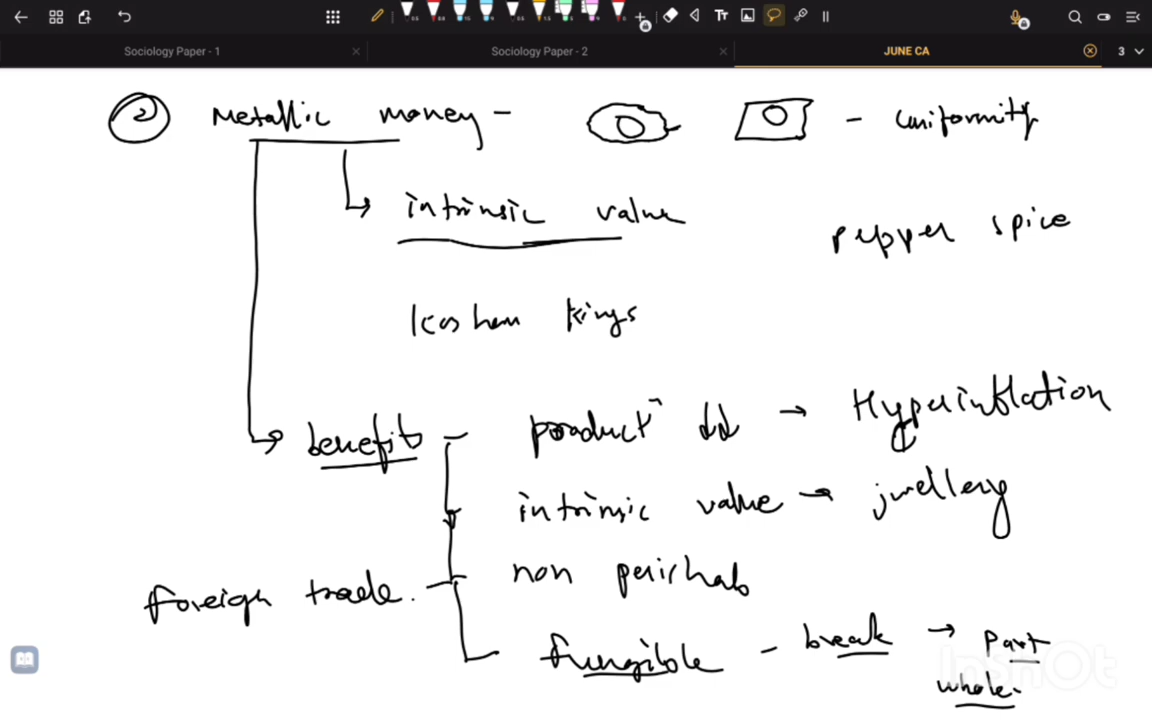 Sociology Paper - 1
Sociology Paper - 2
JUNE CA
3
2 Metallic money - - uniformity
intrinsic value
pepper spice
Kings
benefit - product ↓↓ → Hyperinflation
intrinsic value → jwellery
non perishab
foreign trade.
fungible - break → part
whole.
InsNOt